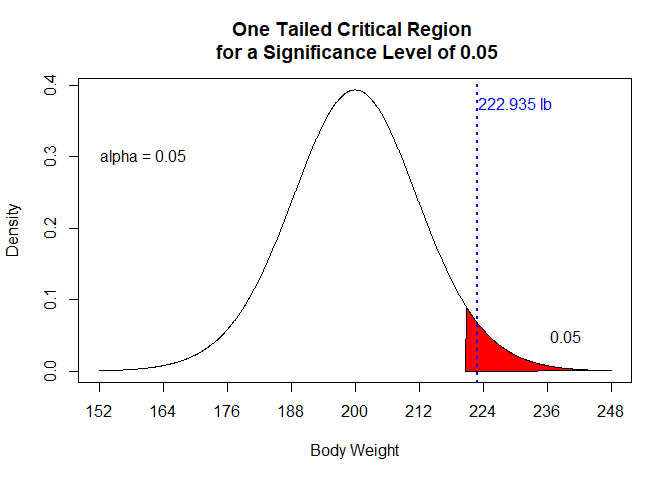 One Tailed Critical Region
for a Significance Level of 0.05
222.935 lb
alpha = 0.05
0.05
Density
0.4
0.3
0.2
0.1
0.0
152 164 176 188 200 212 224 236 248
Body Weight